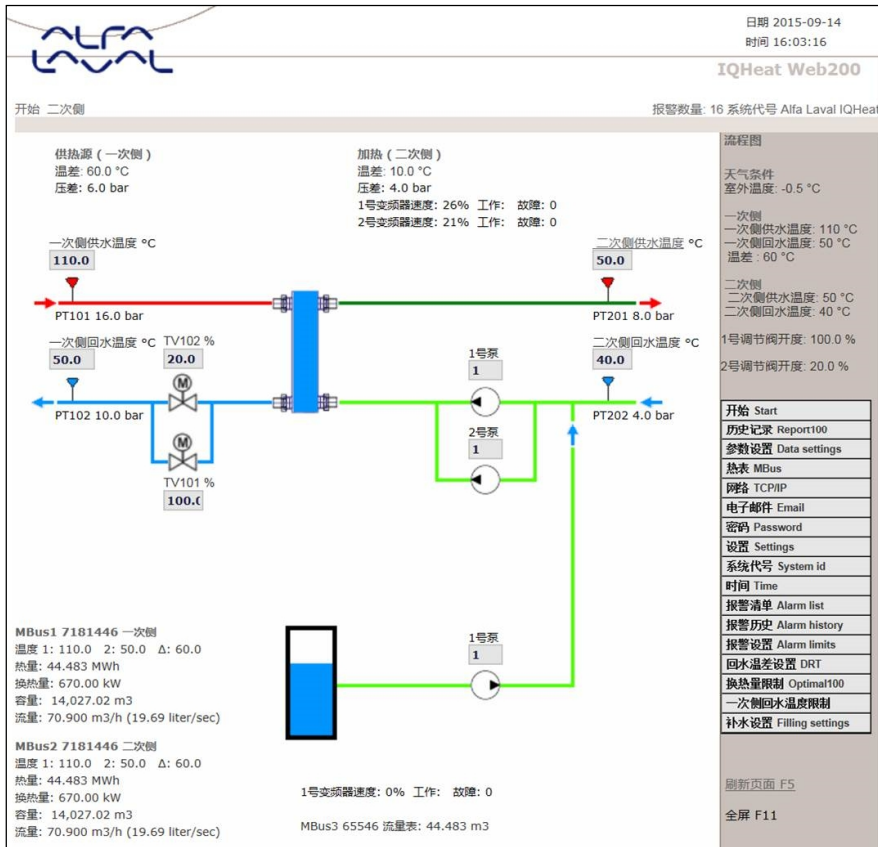 ALFA
LAVAL
日期 2015-09-14
时间 16:03:16
IQHeat Web200
开始 二次侧
报警数量: 16 系统代号 Alfa Laval IQHeat
供热源 ( 一次侧 )
温差: 60.0 °C
压差: 6.0 bar
加热 ( 二次侧 )
温差: 10.0 °C
压差: 4.0 bar
1号变频器速度: 26% 工作: 故障: 0
2号变频器速度: 21% 工作: 故障: 0
一次侧供水温度 °C
110.0
二次侧供水温度 °C
50.0
PT101 16.0 bar
PT201 8.0 bar
一次侧回水温度 °C
50.0
TV102 %
20.0
M
1号泵
1
二次侧回水温度 °C
40.0
PT102 10.0 bar
PT202 4.0 bar
M
TV101 %
100.(
2号泵
1
MBus1 7181446 一次侧
温度 1: 110.0 2: 50.0 Δ: 60.0
热量: 44.483 MWh
换热量: 670.00 kW
容量: 14,027.02 m3
流量: 70.900 m3/h (19.69 liter/sec)
MBus2 7181446 二次侧
温度 1: 110.0 2: 50.0 Δ: 60.0
热量: 44.483 MWh
换热量: 670.00 kW
容量: 14,027.02 m3
流量: 70.900 m3/h (19.69 liter/sec)
1号泵
1
1号变频器速度: 0% 工作: 故障: 0
MBus3 65546 流量表: 44.483 m3
流程图
天气条件
室外温度: -0.5 °C
一次侧
一次侧供水温度: 110 °C
一次侧回水温度: 50 °C
温差 : 60 °C
二次侧
二次侧供水温度: 50 °C
二次侧回水温度: 40 °C
1号调节阀开度: 100.0 %
2号调节阀开度: 20.0 %
开始 Start
历史记录 Report100
参数设置 Data settings
热表 MBus
网络 TCP/IP
电子邮件 Email
密码 Password
设置 Settings
系统代号 System id
时间 Time
报警清单 Alarm list
报警历史 Alarm history
报警设置 Alarm limits
回水温差设置 DRT
换热量限制 Optimal100
一次侧回水温度限制
补水设置 Filling settings
刷新页面 F5
全屏 F11